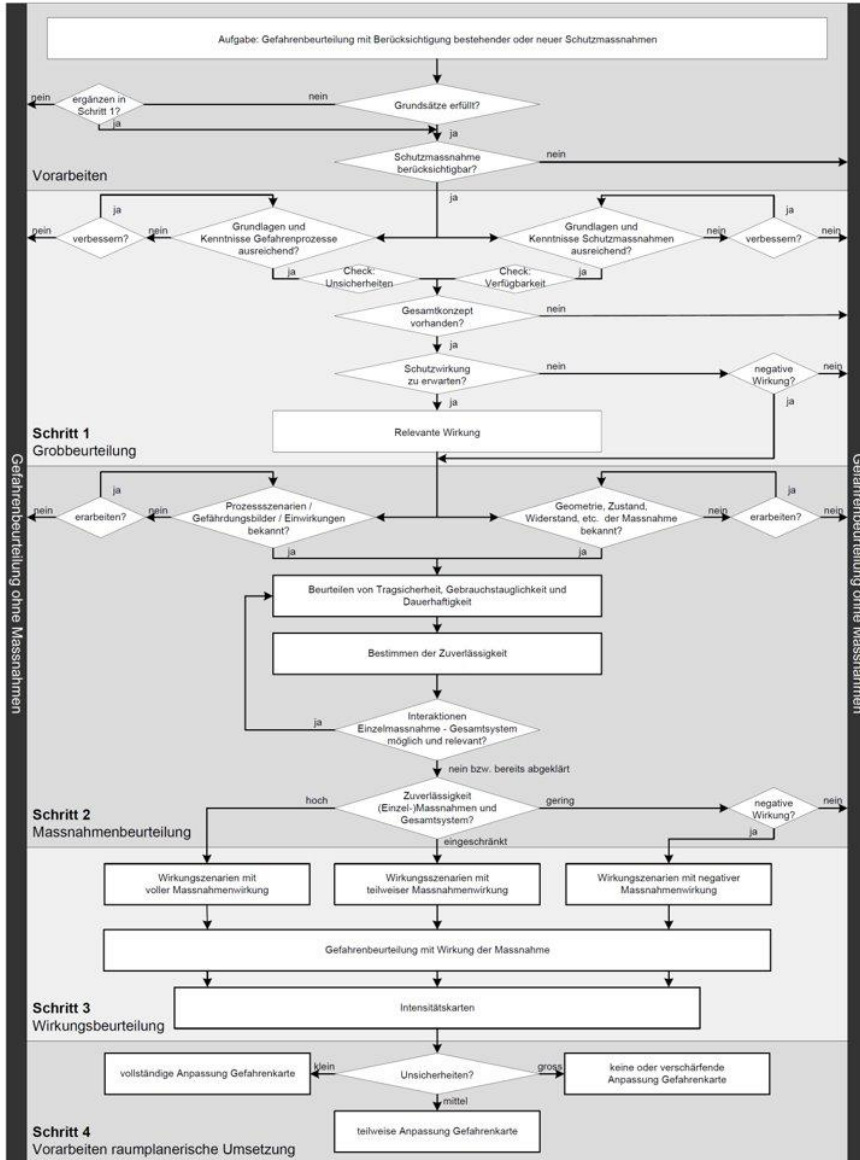 Aufgabe: Gefahrenbeurteilung mit Berücksichtigung bestehender oder neuer Schutzmassnahmen
nein
ergänzen in
Schritt 1?
nein
Grundsätze erfüllt?
ja
ja
Schutzmassnahme
berücksichtigbar?
nein
Vorarbeiten
ja
ja
ja
nein
verbessern?
nein
Grundlagen und
Kenntnisse Gefahrenprozesse
ausreichend?
Grundlagen und
Kenntnisse Schutzmassnahmen
ausreichend?
nein
verbessern?
nein
ja
Check:
Unsicherheiten
Check:
Verfügbarkeit
ja
Gesamtkonzept
vorhanden?
nein
ja
Schutzwirkung
zu erwarten?
nein
negative
Wirkung?
nein
ja
ja
Relevante Wirkung
Schritt 1
Grobbeurteilung
Gefahrenbeurteilung ohne Massnahmen
Gefahrenbeurteilung ohne Massnahmen
ja
ja
nein
erarbeiten?
nein
Prozessszenarien /
Gefährdungsbilder / Einwirkungen
bekannt?
Geometrie, Zustand,
Widerstand, etc. der Massnahme
bekannt?
nein
erarbeiten?
nein
ja
ja
Beurteilen von Tragsicherheit, Gebrauchstauglichkeit und
Dauerhaftigkeit
Bestimmen der Zuverlässigkeit
ja
Interaktionen
Einzelmassnahme - Gesamtsystem
möglich und relevant?
nein bzw. bereits abgeklärt
hoch
Zuverlässigkeit
(Einzel-)Massnahmen und
Gesamtsystem?
gering
negative
Wirkung?
nein
Schritt 2
Massnahmenbeurteilung
eingeschränkt
ja
Wirkungszenarien mit
voller Massnahmenwirkung
Wirkungsszenarien mit
teilweiser Massnahmenwirkung
Wirkungszenarien mit negativer
Massnahmenwirkung
Gefahrenbeurteilung mit Wirkung der Massnahme
Intensitätskarten
Schritt 3
Wirkungsbeurteilung
vollständige Anpassung Gefahrenkarte
klein
Unsicherheiten?
gross
keine oder verschärfende
Anpassung Gefahrenkarte
mittel
teilweise Anpassung Gefahrenkarte
Schritt 4
Vorarbeiten raumplanerische Umsetzung